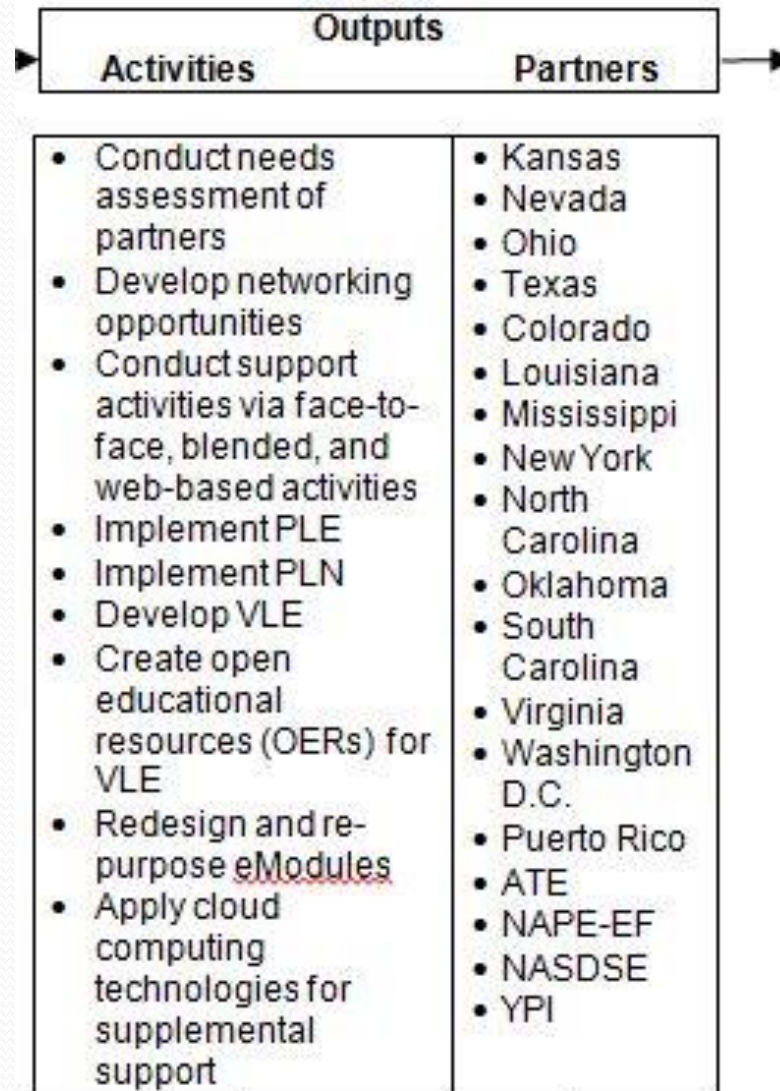 Outputs
Activities Partners
• Conduct needs
assessment of
partners
• Develop networking
opportunities
• Conduct support
activities via face-to-
face, blended, and
web-based activities
• Implement PLE
• Implement PLN
• Develop VLE
• Create open
educational
resources (OERs) for
VLE
• Redesign and re-
purpose eModules
• Apply cloud
computing
technologies for
supplemental
support
• Kansas
• Nevada
• Ohio
• Texas
• Colorado
• Louisiana
• Mississippi
• New York
• North
Carolina
• Oklahoma
• South
Carolina
• Virginia
• Washington
D.C.
• Puerto Rico
• ATE
• NAPE-EF
• NASDSE
• YPI